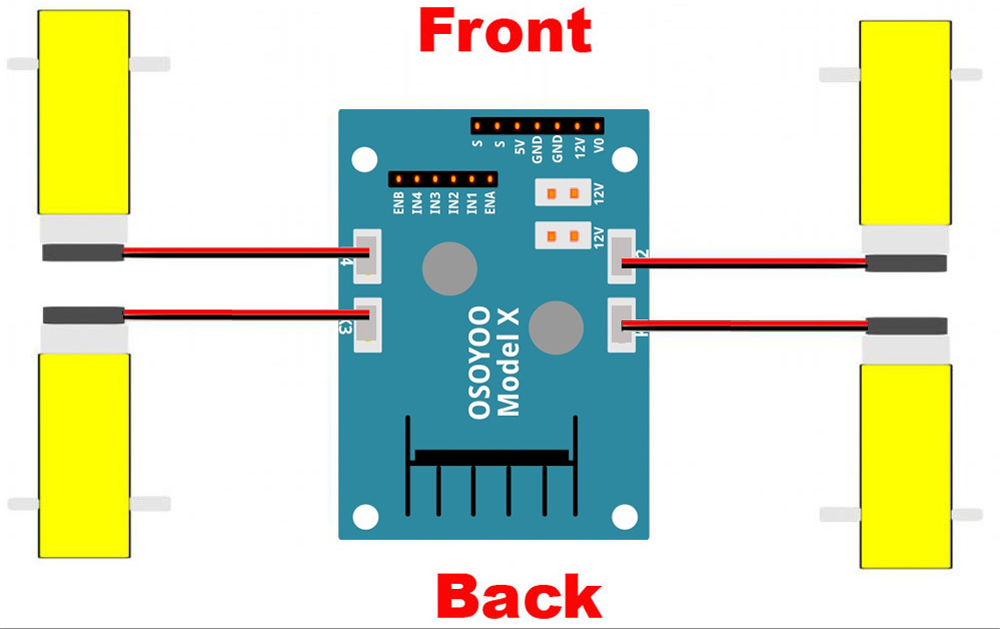 Front
S S 5V GND GND 12V V0
ENB IN4 IN3 IN2 IN1 ENA
12V
12V
OSOYOO
Model X
Back